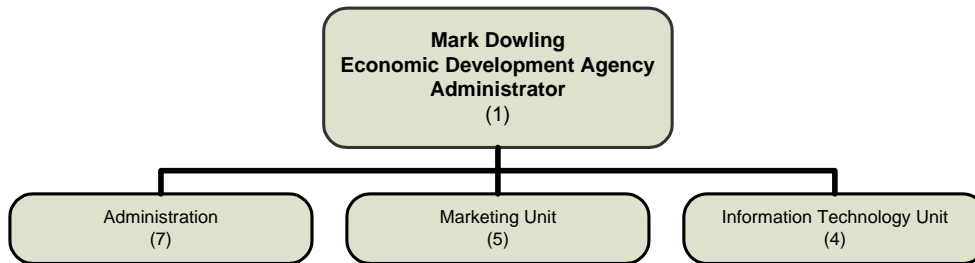 Mark Dowling
Economic Development Agency
Administrator
(1)
Administration
(7)
Marketing Unit
(5)
Information Technology Unit
(4)